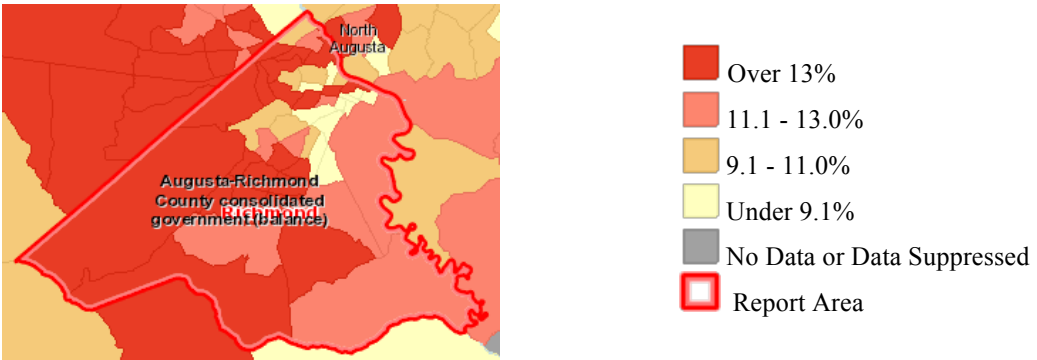 North
Augusta
Augusta-Richmond
County consolidated
Richmond
government (balance)
Over 13%
11.1 - 13.0%
9.1 - 11.0%
Under 9.1%
No Data or Data Suppressed
Report Area